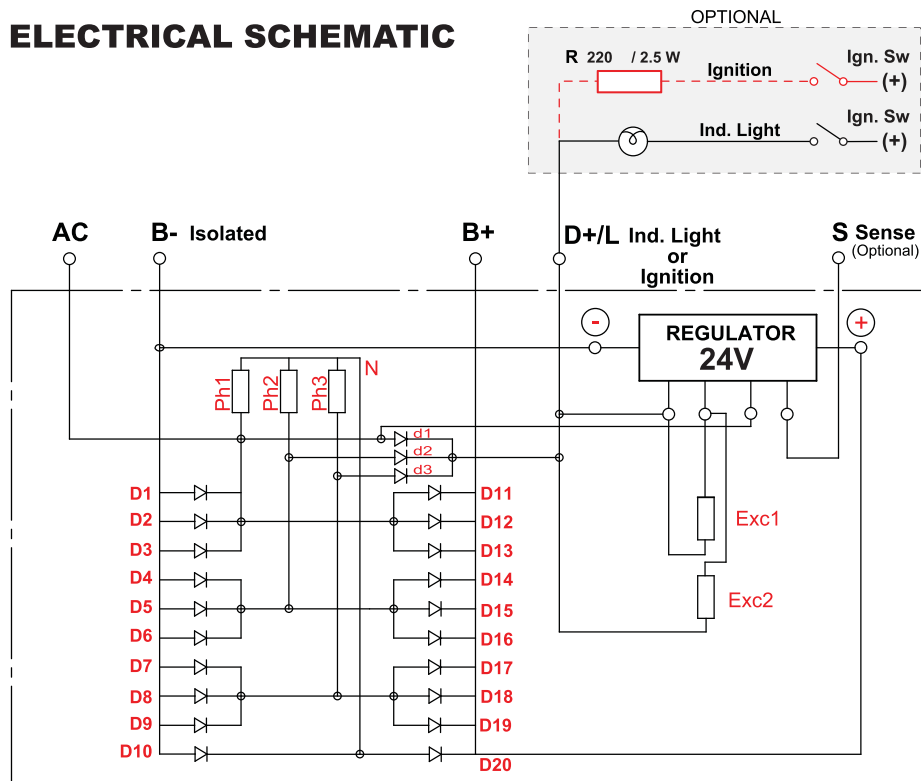 OPTIONAL
ELECTRICAL SCHEMATIC
R 220 / 2.5 W
Ignition
Ign. Sw
(+)
Ind. Light
Ign. Sw
(+)
AC
B- Isolated
B+
D+/L Ind. Light
or
Ignition
S Sense
(Optional)
-
REGULATOR
24V
+
N
Ph1
Ph2
Ph3
d1
d2
d3
D1
D11
D2
D12
Exc1
D3
D13
D4
D14
D5
D15
Exc2
D6
D16
D7
D17
D8
D18
D9
D19
D10
D20